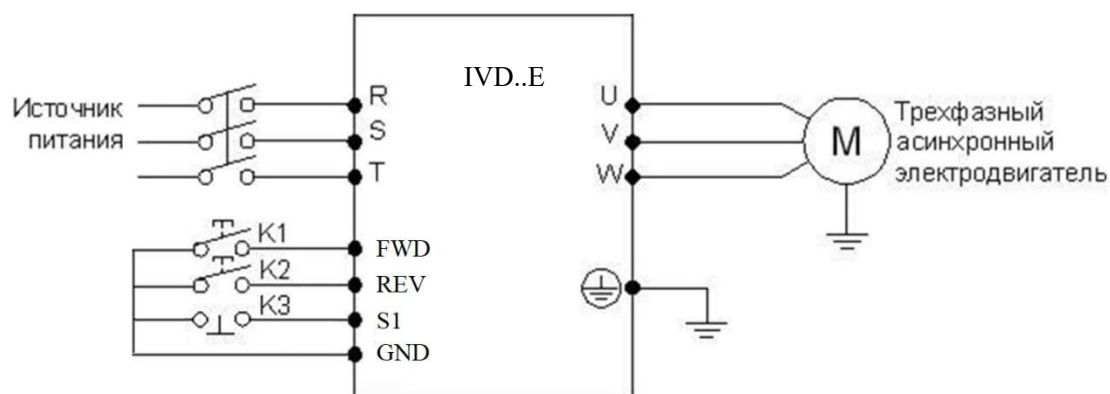 IVD..E
Источник
питания
R
S
T
U
V
W
M
Трехфазный
асинхронный
электродвигатель
K1
K2
K3
FWD
REV
S1
GND